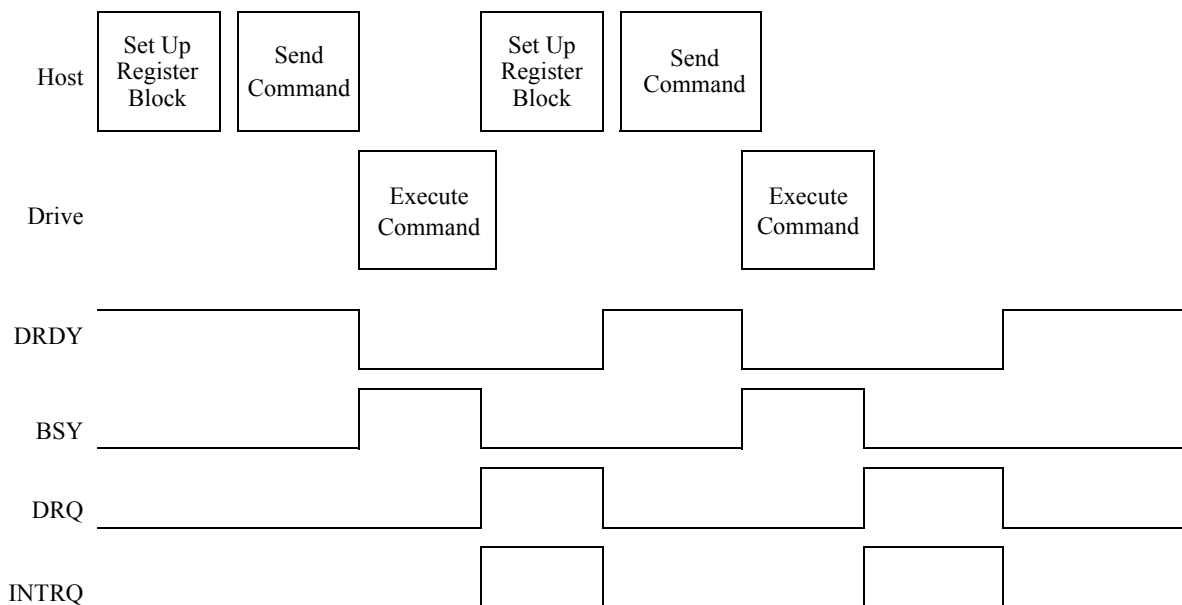 Host
Set Up
Register
Block
Send
Command
Set Up
Register
Block
Send
Command
Drive
Execute
Command
Execute
Command
DRDY
BSY
DRQ
INTRQ